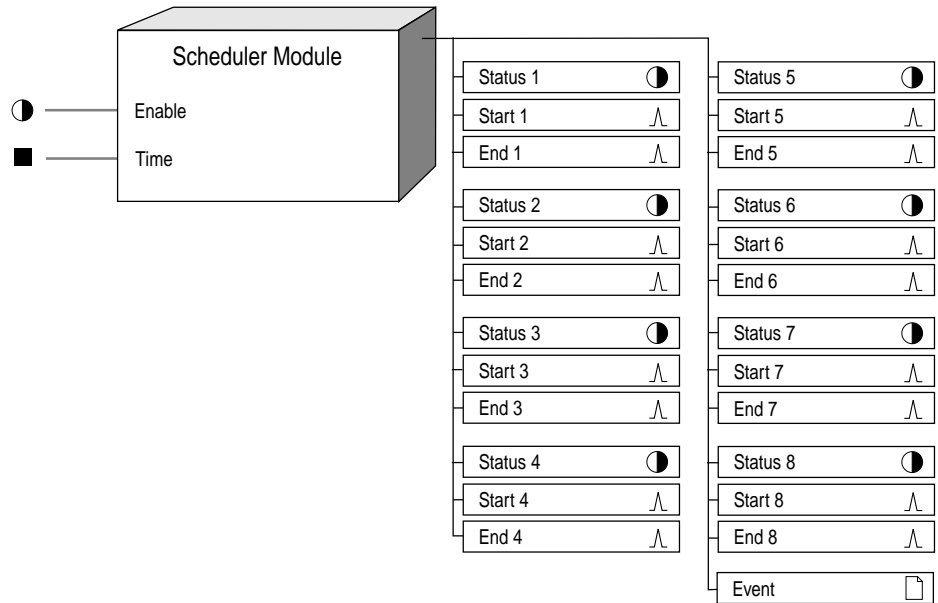 Scheduler Module
Enable
Time
Status 1
Start 1
End 1
Status 2
Start 2
End 2
Status 3
Start 3
End 3
Status 4
Start 4
End 4
Status 5
Start 5
End 5
Status 6
Start 6
End 6
Status 7
Start 7
End 7
Status 8
Start 8
End 8
Event